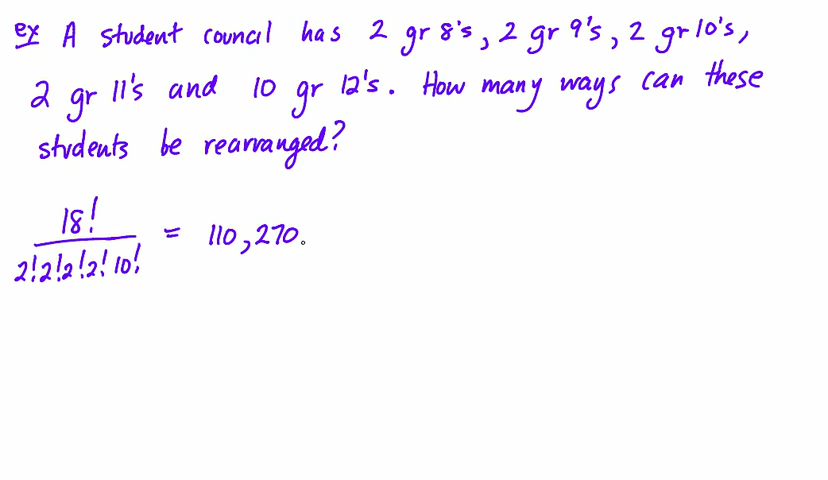 ex A student council has 2 gr 8's, 2 gr 9's, 2 gr 10's,
2 gr 11's and 10 gr 12's. How many ways can these
students be rearranged?
18!
2!2!2!2! 10! = 110,270.